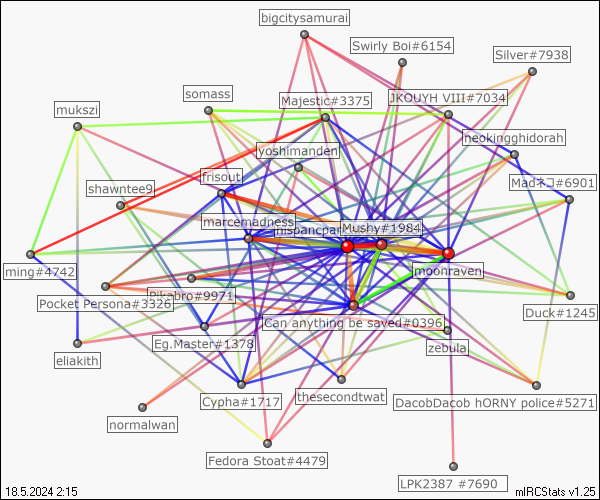 bigcitysamurai
Swirly Boi#6154
Silver#7938
somass
Majestic#3375
JKOUYH VIII#7034
mukszi
neokingghidorah
yoshimanden
frisout
shawntee9
Madネコ#6901
marcemadness
Mushy#1984
ming#4742
moonraven
Pocket Persona#3326
Pikabro#9971
Duck#1245
Can anything be saved#0396
Eg.Master#1378
zebula
eliakith
Cypha#1717
thesecondtwat
DacobDacob hORNY police#5271
normalwan
Fedora Stoat#4479
LPK2387 #7690
18.5.2024 2:15
mIRCStats v1.25